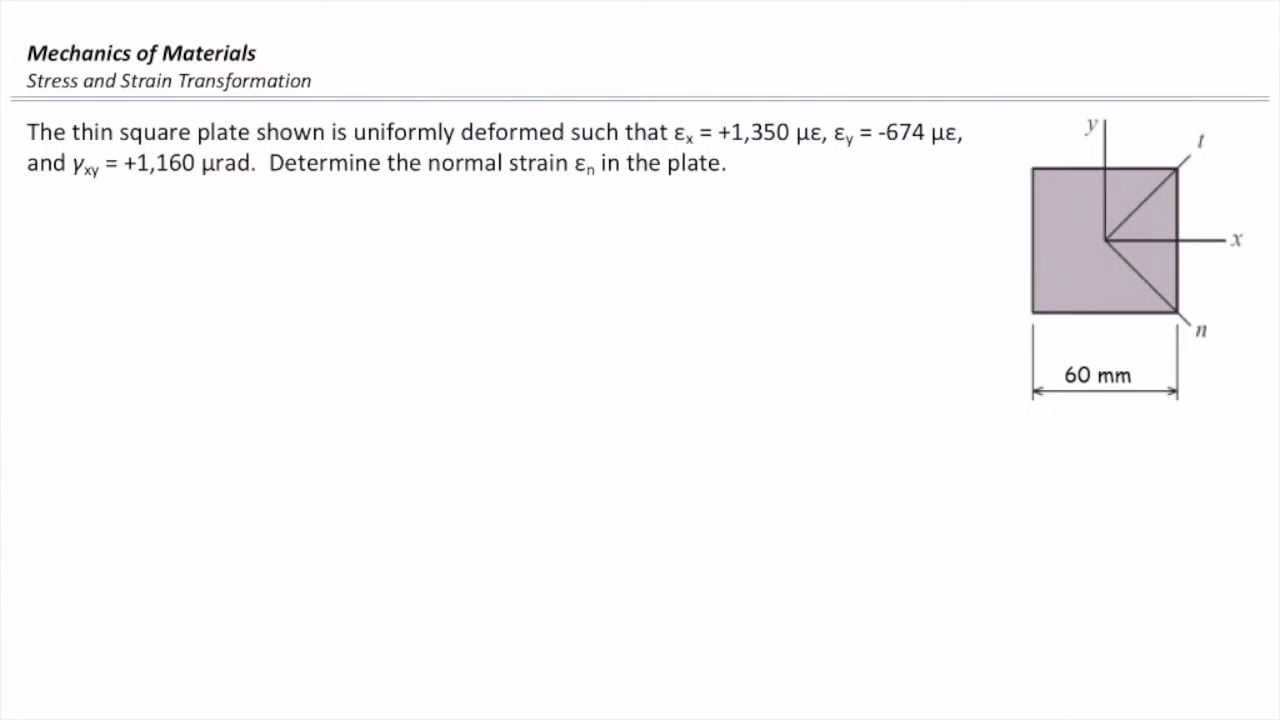 Mechanics of Materials
Stress and Strain Transformation
The thin square plate shown is uniformly deformed such that εx = +1,350 με, εy = -674 με,
and γxy = +1,160 μrad.  Determine the normal strain εn in the plate.
y
t
x
n
60 mm